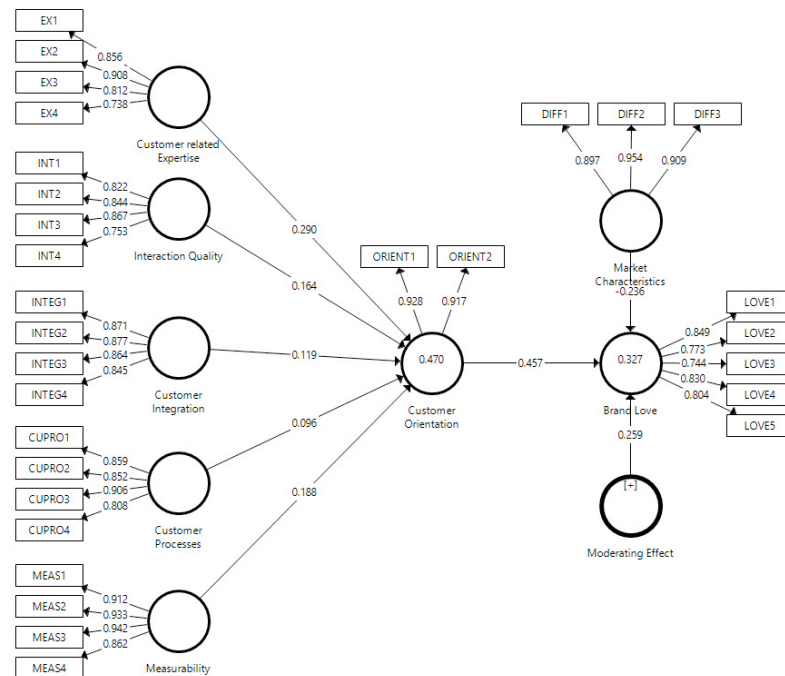 EX1
EX2
EX3
EX4
0.856
0.908
0.812
0.738
Customer related
Expertise
INT1
INT2
INT3
INT4
0.822
0.844
0.867
0.753
Interaction Quality
INTEG1
INTEG2
INTEG3
INTEG4
0.871
0.877
0.864
0.845
Customer
Integration
CUPRO1
CUPRO2
CUPRO3
CUPRO4
0.859
0.852
0.906
0.808
Customer
Processes
MEAS1
MEAS2
MEAS3
MEAS4
0.912
0.933
0.942
0.862
Measurability
0.290
0.164
0.119
0.096
0.188
ORIENT1
ORIENT2
0.928
0.917
0.470
Customer
Orientation
0.457
DIFF1
DIFF2
DIFF3
0.897
0.954
0.909
Market
Characteristics
-0.236
0.327
Brand Love
LOVE1
LOVE2
LOVE3
LOVE4
LOVE5
0.849
0.773
0.744
0.830
0.804
0.259
[+]
Moderating Effect